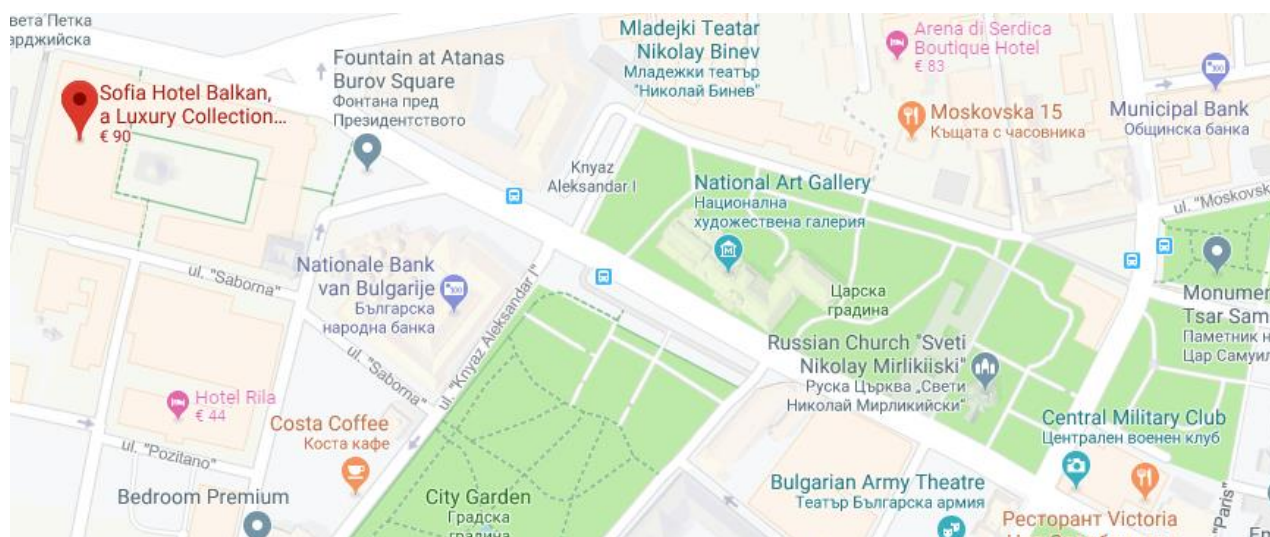 вета Петка
арджийска
Sofia Hotel Balkan,
a Luxury Collection...
€ 90
Fountain at Atanas
Burov Square
Фонтана пред
Президентството
Mladejki Teatar
Nikolay Binev
Младежки театър
"Николай Бинев"
Arena di Serdica
Boutique Hotel
€ 83
Moskovska 15
Къщата с часовника
Municipal Bank
Общинска банка
Knyaz
Aleksandar I
National Art Gallery
Национална
художествена галерия
ul. "Moskovsk
ul. "Saborna"
Nationale Bank
van Bulgarije
Българска
народна банка
ul. "Knyaz Aleksandar I"
Царска
градина
Monumen
Tsar Sam
Паметник н
Цар Самуил
Russian Church "Sveti
Nikolay Mirlikiiski"
Руска Църква „Свети
Николай Мирликийски“
ul. "Saborna"
Hotel Rila
€ 44
Costa Coffee
Коста кафе
ul. "Pozitano"
Bedroom Premium
City Garden
Градска
градина
Central Military Club
Централен военен клуб
Bulgarian Army Theatre
Театър Българска армия
Ресторант Victoria
"Paris"